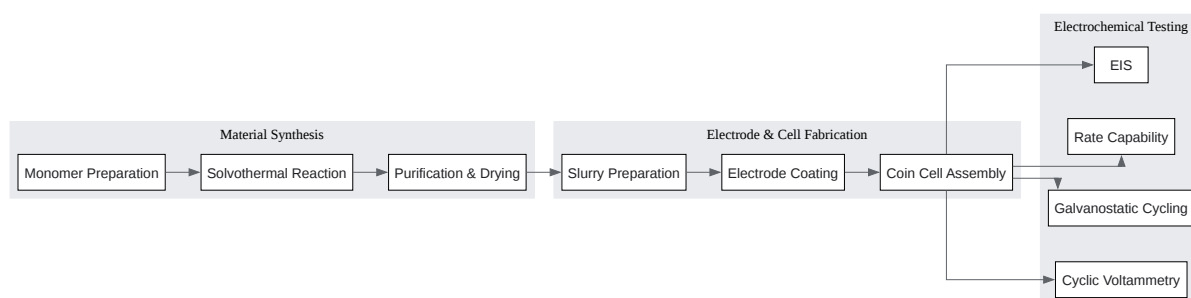 Material Synthesis
Monomer Preparation
Solvothermal Reaction
Purification & Drying
Electrode & Cell Fabrication
Slurry Preparation
Electrode Coating
Coin Cell Assembly
Electrochemical Testing
EIS
Rate Capability
Galvanostatic Cycling
Cyclic Voltammetry